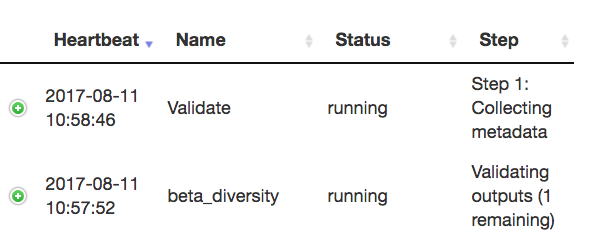 Heartbeat Name Status Step
2017-08-11
10:58:46
Validate
running
Step 1:
Collecting
metadata
2017-08-11
10:57:52
beta_diversity
running
Validating
outputs (1
remaining)